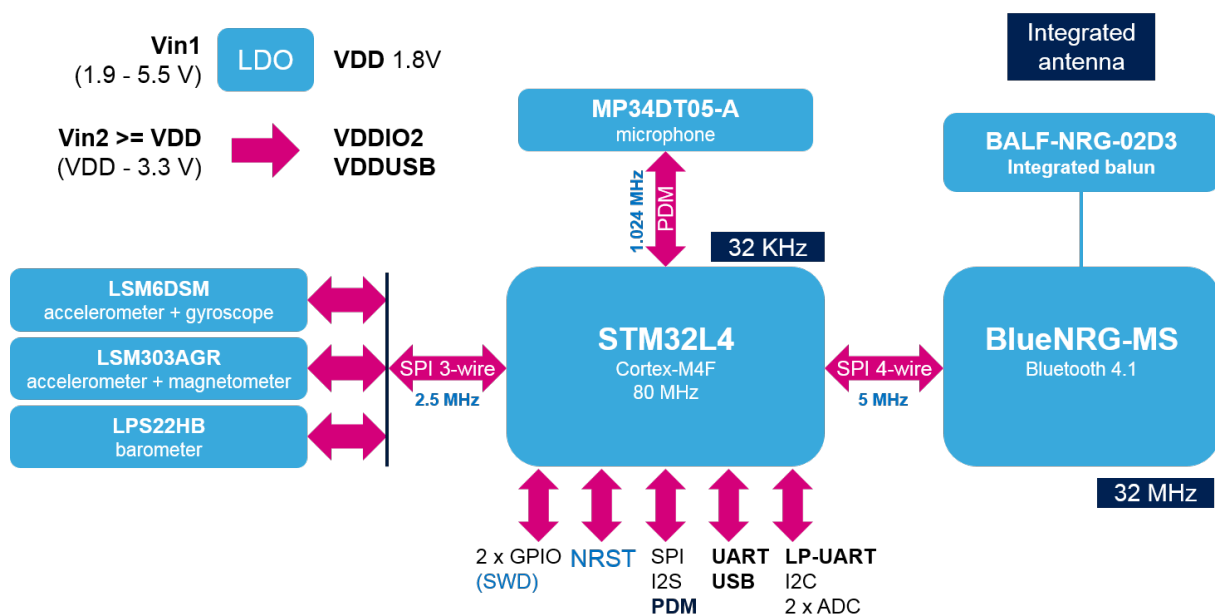 Vin1
(1.9 - 5.5 V)
LDO
VDD 1.8V
Integrated
antenna
Vin2 >= VDD
(VDD - 3.3 V)
VDDIO2
VDDUSB
MP34DT05-A
microphone
BALF-NRG-02D3
Integrated balun
1.024 MHz
PDM
32 KHz
LSM6DSM
accelerometer + gyroscope
LSM303AGR
accelerometer + magnetometer
LPS22HB
barometer
SPI 3-wire
2.5 MHz
STM32L4
Cortex-M4F
80 MHz
SPI 4-wire
5 MHz
BlueNRG-MS
Bluetooth 4.1
32 MHz
2 x GPIO
(SWD)
NRST
SPI
I2S
PDM
UART
USB
LP-UART
I2C
2 x ADC